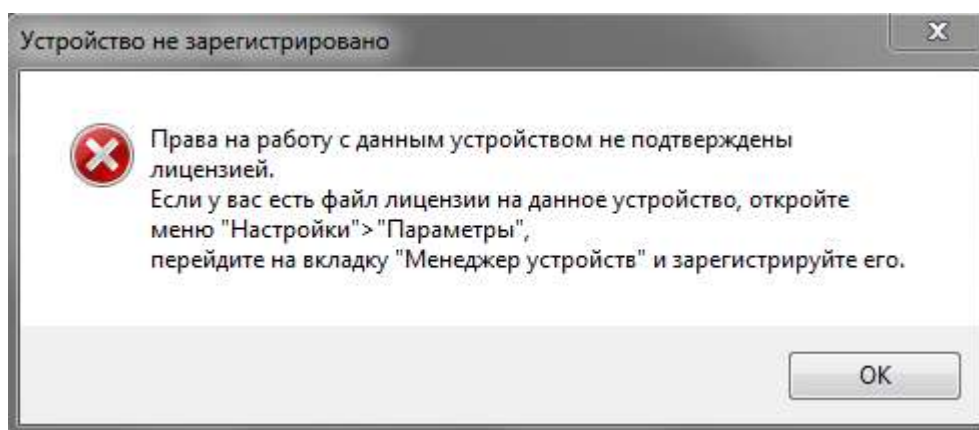 Устройство не зарегистрировано
Права на работу с данным устройством не подтверждены
лицензией.
Если у вас есть файл лицензии на данное устройство, откройте
меню "Настройки">"Параметры",
перейдите на вкладку "Менеджер устройств" и зарегистрируйте его.
OK